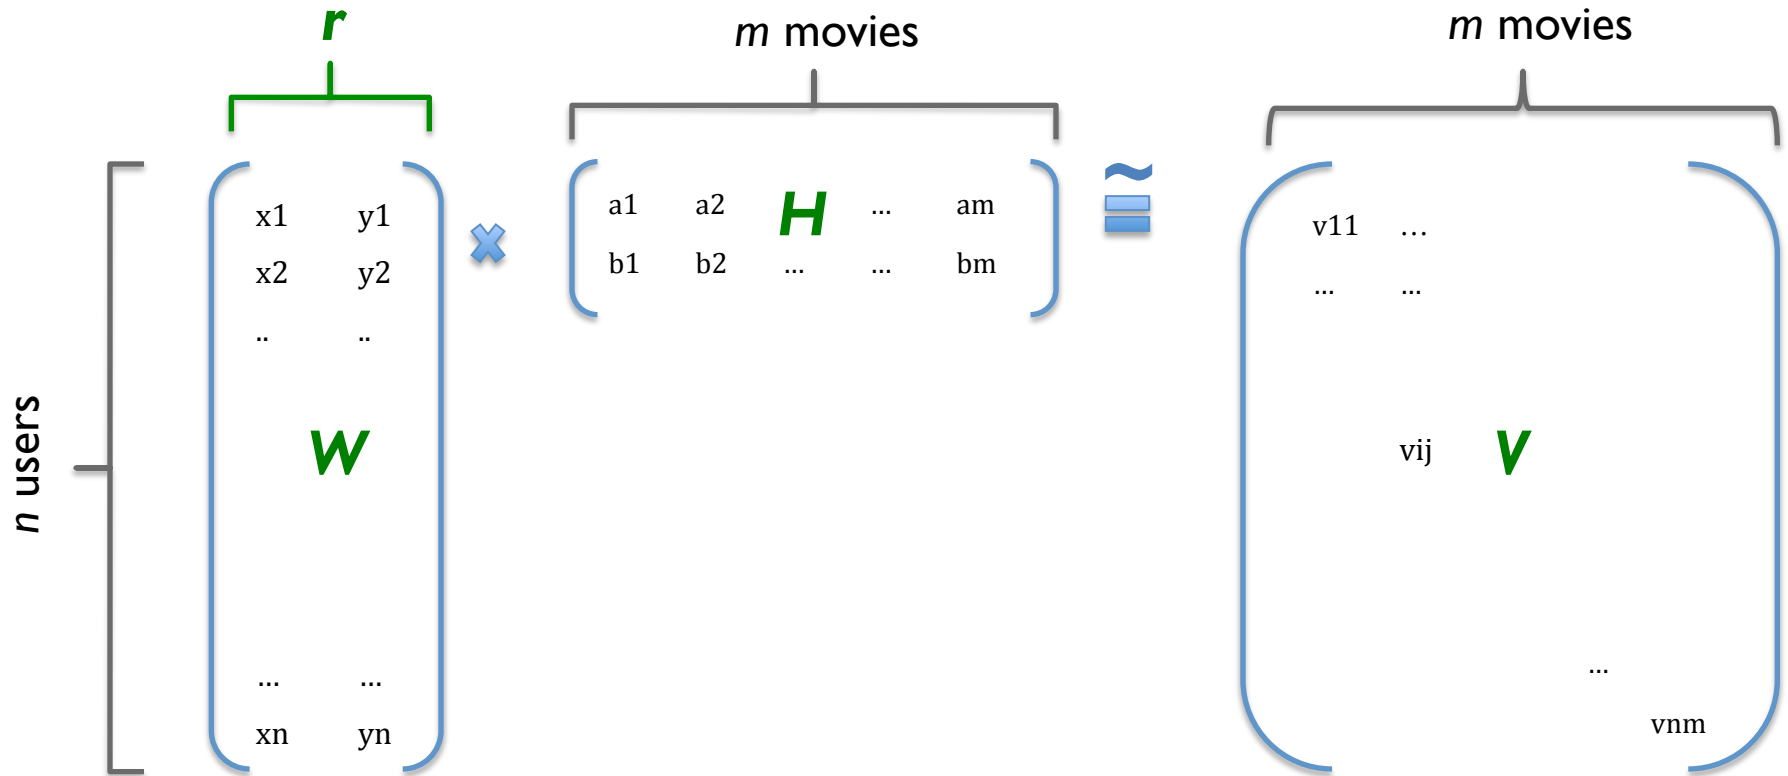 r
m movies
m movies
n users
x1 y1
x2 y2
.. ..
W
... ...
xn yn
a1 a2 H ... am
b1 b2 ... ... bm
≅
v11 ...
... ...
vij V
...
vnm